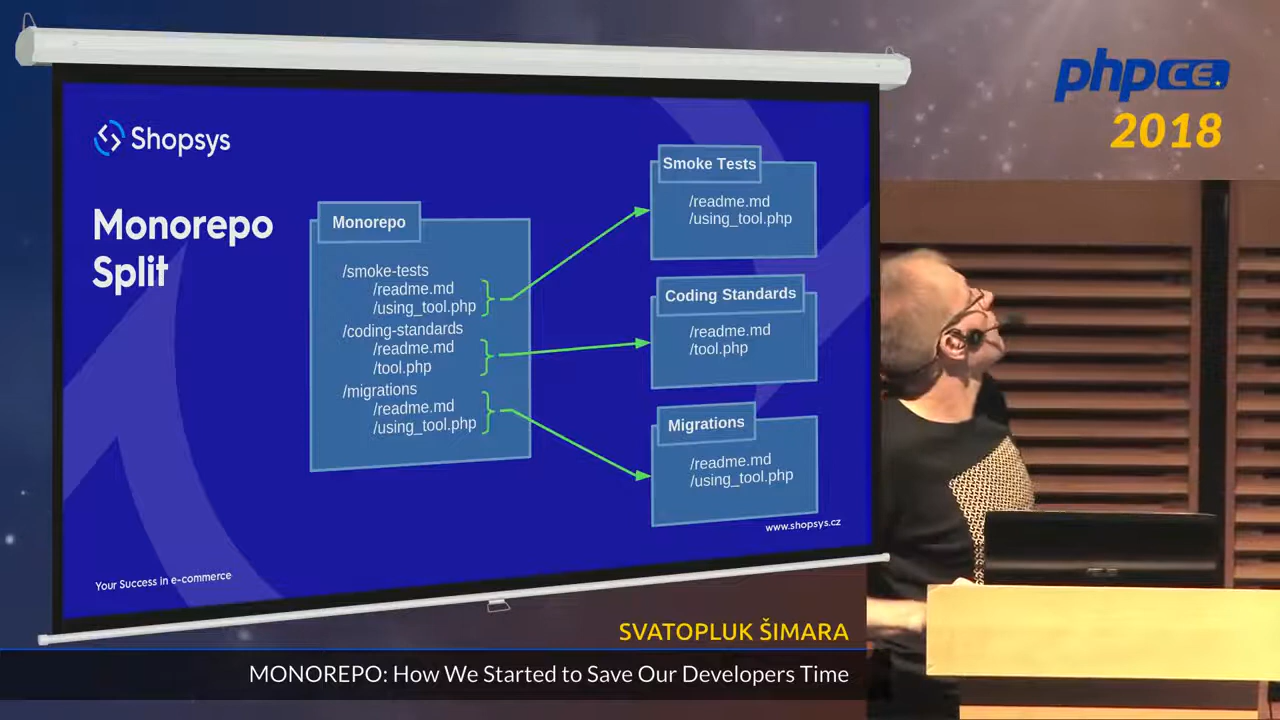 phpce
2018
Shopsys
Monorepo
Split
Monorepo
/smoke-tests
/readme.md
/using_tool.php
/coding-standards
/readme.md
/tool.php
/migrations
/readme.md
/using_tool.php
Smoke Tests
/readme.md
/using_tool.php
Coding Standards
/readme.md
/tool.php
Migrations
/readme.md
/using_tool.php
www.shopsys.cz
Your Success in e-commerce
SVATOPLUK ŠIMARA
MONOREPO: How We Started to Save Our Developers Time